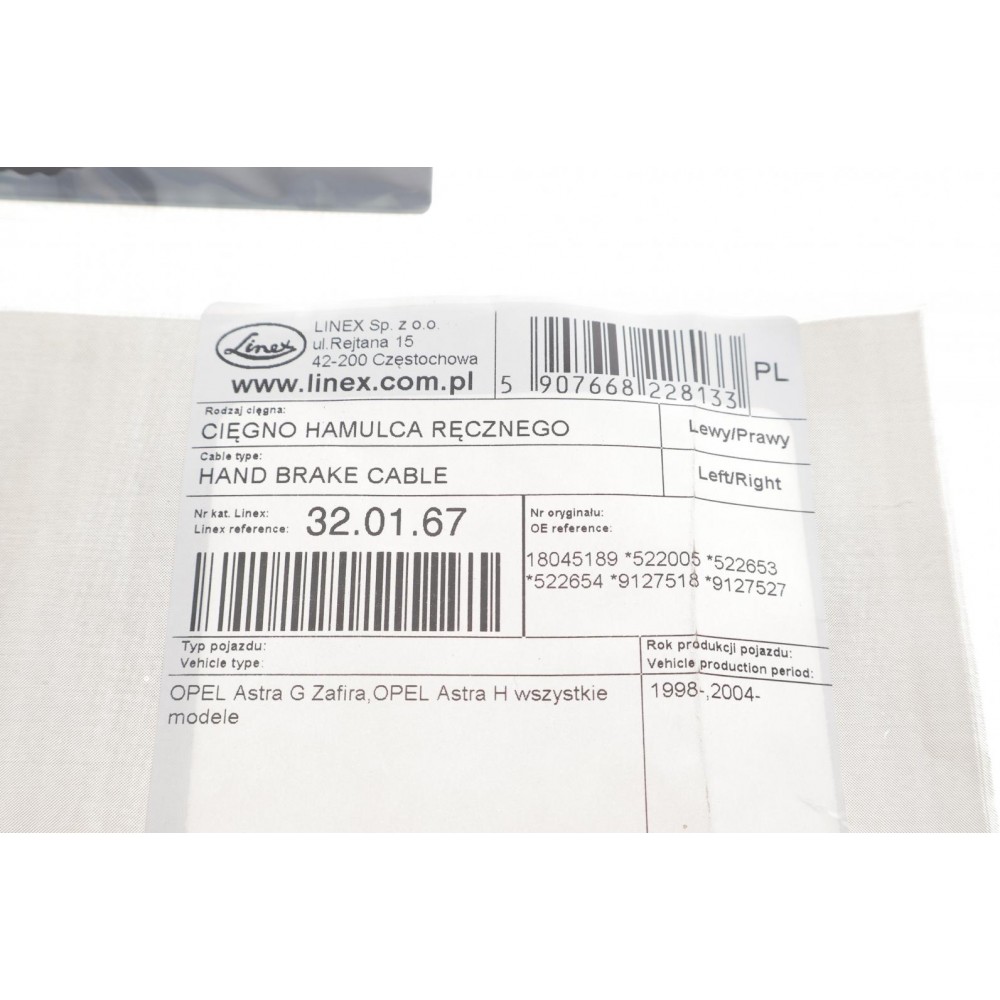 Linex
LINEX Sp. z o.o.
ul.Rejtana 15
42-200 Częstochowa
www.linex.com.pl
5 907668 228133
PL
Rodzaj cięgna:
CIĘGNO HAMULCA RĘCZNEGO
Lewy/Prawy
Cable type:
HAND BRAKE CABLE
Left/Right
Nr kat. Linex:
Linex reference: 32.01.67
Nr oryginału:
OE reference:
18045189 *522005 *522653
*522654 *9127518 *9127527
Typ pojazdu:
Vehicle type:
Rok produkcji pojazdu:
Vehicle production period:
OPEL Astra G Zafira,OPEL Astra H wszystkie
modele
1998-,2004-